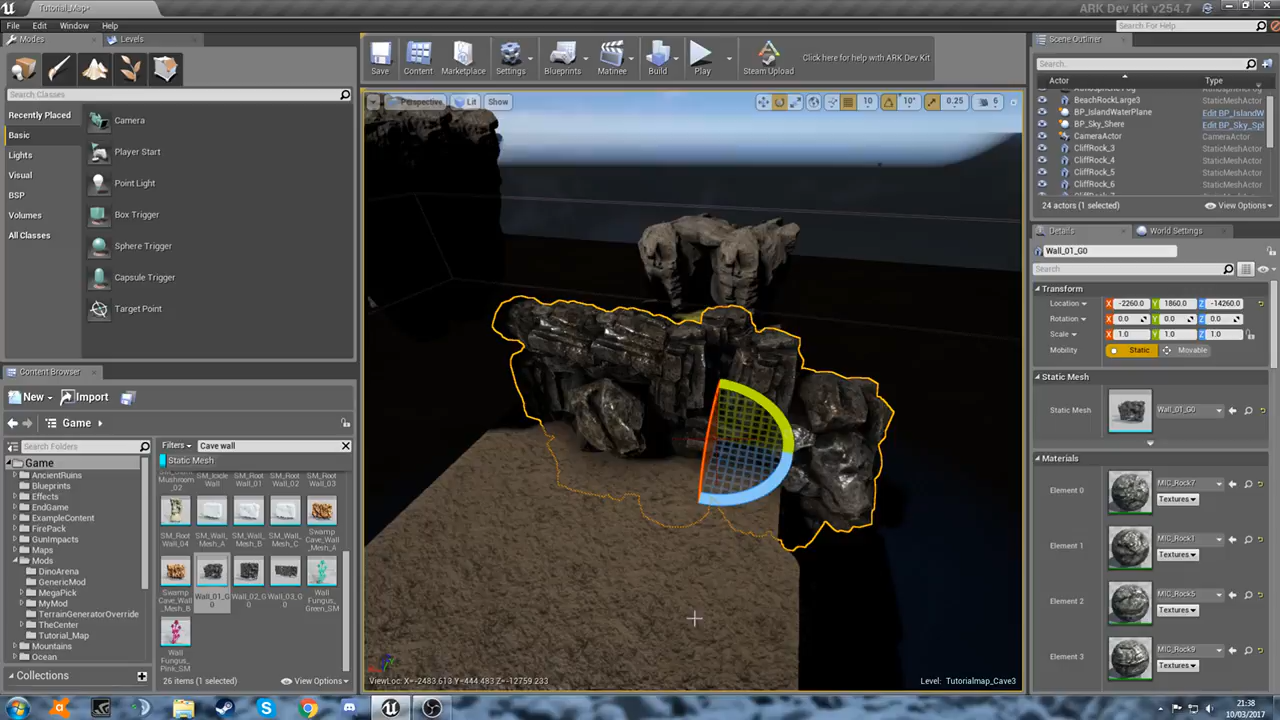 Tutorial_Map*
ARK Dev Kit v254.7
File Edit Window Help
Search For Help
Modes
Levels
Search Classes
Recently Placed
Basic
Lights
Visual
BSP
Volumes
All Classes
Camera
Player Start
Point Light
Box Trigger
Sphere Trigger
Capsule Trigger
Target Point
Save
Content
Marketplace
Settings
Blueprints
Matinee
Build
Play
Steam Upload
Click here for help with ARK Dev Kit
Perspective
Lit
Show
10
10°
0.25
6
ViewLoc: X=-2483.613 Y=444.483 Z=-12759.233
Level: Tutorialmap_Cave3
Content Browser
New
Import
Game
Search Folders
Game
AncientRuins
Blueprints
Effects
EndGame
ExampleContent
FirePack
GunImpacts
Maps
Mods
DinoArena
GenericMod
MegaPick
MyMod
TerrainGeneratorOverride
TheCenter
Tutorial_Map
Mountains
Ocean
Collections
Filters
Cave wall
Static Mesh
Mushroom_02
SM_Icicle Wall
SM_Root Wall_01
SM_Root Wall_02
SM_Root Wall_03
SM_Root Wall_04
SM_Wall_Mesh_A
SM_Wall_Mesh_B
SM_Wall_Mesh_C
Swamp Cave_Wall_Mesh_A
Swamp Cave_Wall_Mesh_B
Wall_01_G0
Wall_02_G0
Wall_03_G0
Wall Fungus_Green_SM
Wall Fungus_Pink_SM
26 items (1 selected)
View Options
Scene Outliner
Search..
Actor Type
BeachRockLarge3 StaticMeshActor
BP_IslandWaterPlane Edit BP_IslandW
BP_Sky_Shere Edit BP_Sky_Sph
CameraActor CameraActor
CliffRock_3 StaticMeshActor
CliffRock_4 StaticMeshActor
CliffRock_5 StaticMeshActor
CliffRock_6 StaticMeshActor
24 actors (1 selected)
View Options
Details
World Settings
Wall_01_G0
Search
Transform
Location X -2260.0 Y 1860.0 Z -14260.0
Rotation X 0.0 Y 0.0 Z 0.0
Scale X 1.0 Y 1.0 Z 1.0
Mobility Static Movable
Static Mesh
Static Mesh Wall_01_G0
Materials
Element 0 MIC_Rock7
Textures
Element 1 MIC_Rock1
Textures
Element 2 MIC_Rock5
Textures
Element 3 MIC_Rock9
Textures
21:38
10/03/2017